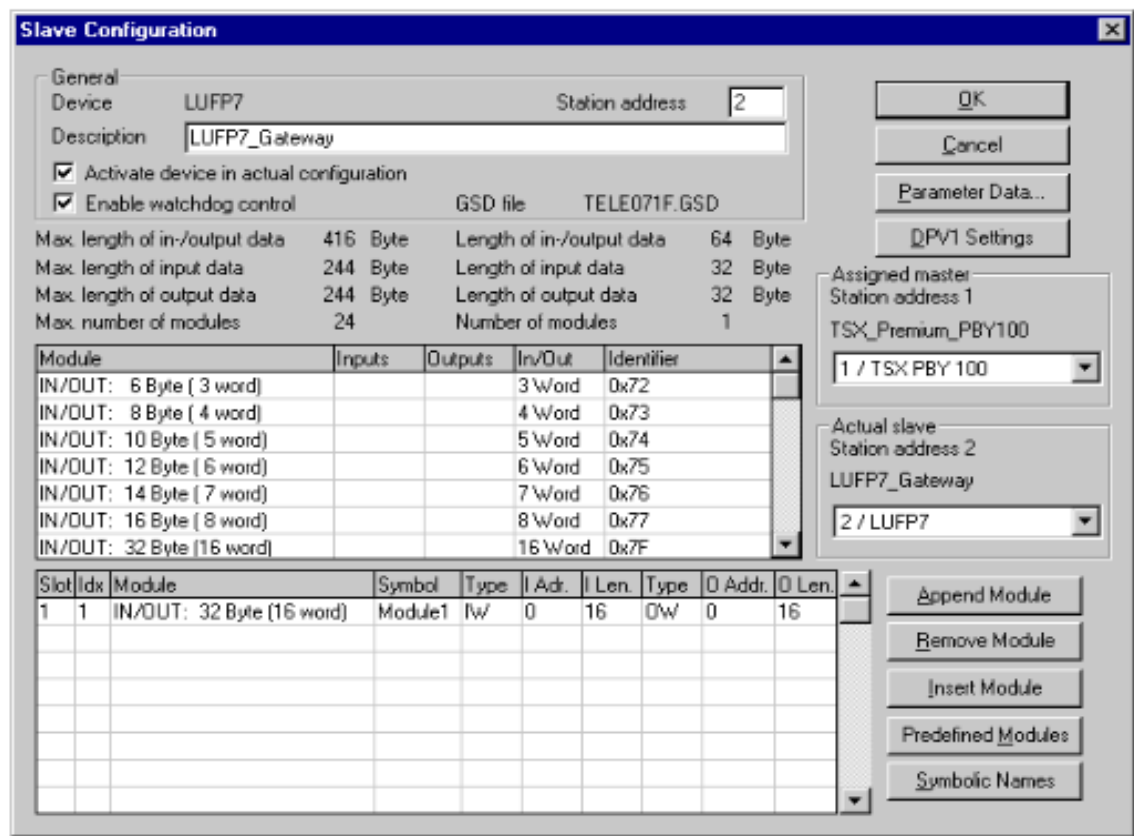 Slave Configuration
General
Device LUFP7 Station address 2
Description LUFP7_Gateway
Activate device in actual configuration
Enable watchdog control GSD file TELE071F.GSD
Max. length of in-/output data 416 Byte Length of in-/output data 64 Byte
Max. length of input data 244 Byte Length of input data 32 Byte
Max. length of output data 244 Byte Length of output data 32 Byte
Max. number of modules 24 Number of modules 1
Module Inputs Outputs In/Out Identifier
IN/OUT: 6 Byte ( 3 word) 3 Word 0x72
IN/OUT: 8 Byte ( 4 word) 4 Word 0x73
IN/OUT: 10 Byte ( 5 word) 5 Word 0x74
IN/OUT: 12 Byte ( 6 word) 6 Word 0x75
IN/OUT: 14 Byte ( 7 word) 7 Word 0x76
IN/OUT: 16 Byte ( 8 word) 8 Word 0x77
IN/OUT: 32 Byte (16 word) 16 Word 0x7F
Slot Idx Module Symbol Type I Adr. I Len. Type O Addr. O Len.
1 1 IN/OUT: 32 Byte (16 word) Module1 IW 0 16 OW 0 16
OK
Cancel
Parameter Data...
DPV1 Settings
Assigned master
Station address 1
TSX_Premium_PBY100
1 / TSX PBY 100
Actual slave
Station address 2
LUFP7_Gateway
2 / LUFP7
Append Module
Remove Module
Insert Module
Predefined Modules
Symbolic Names